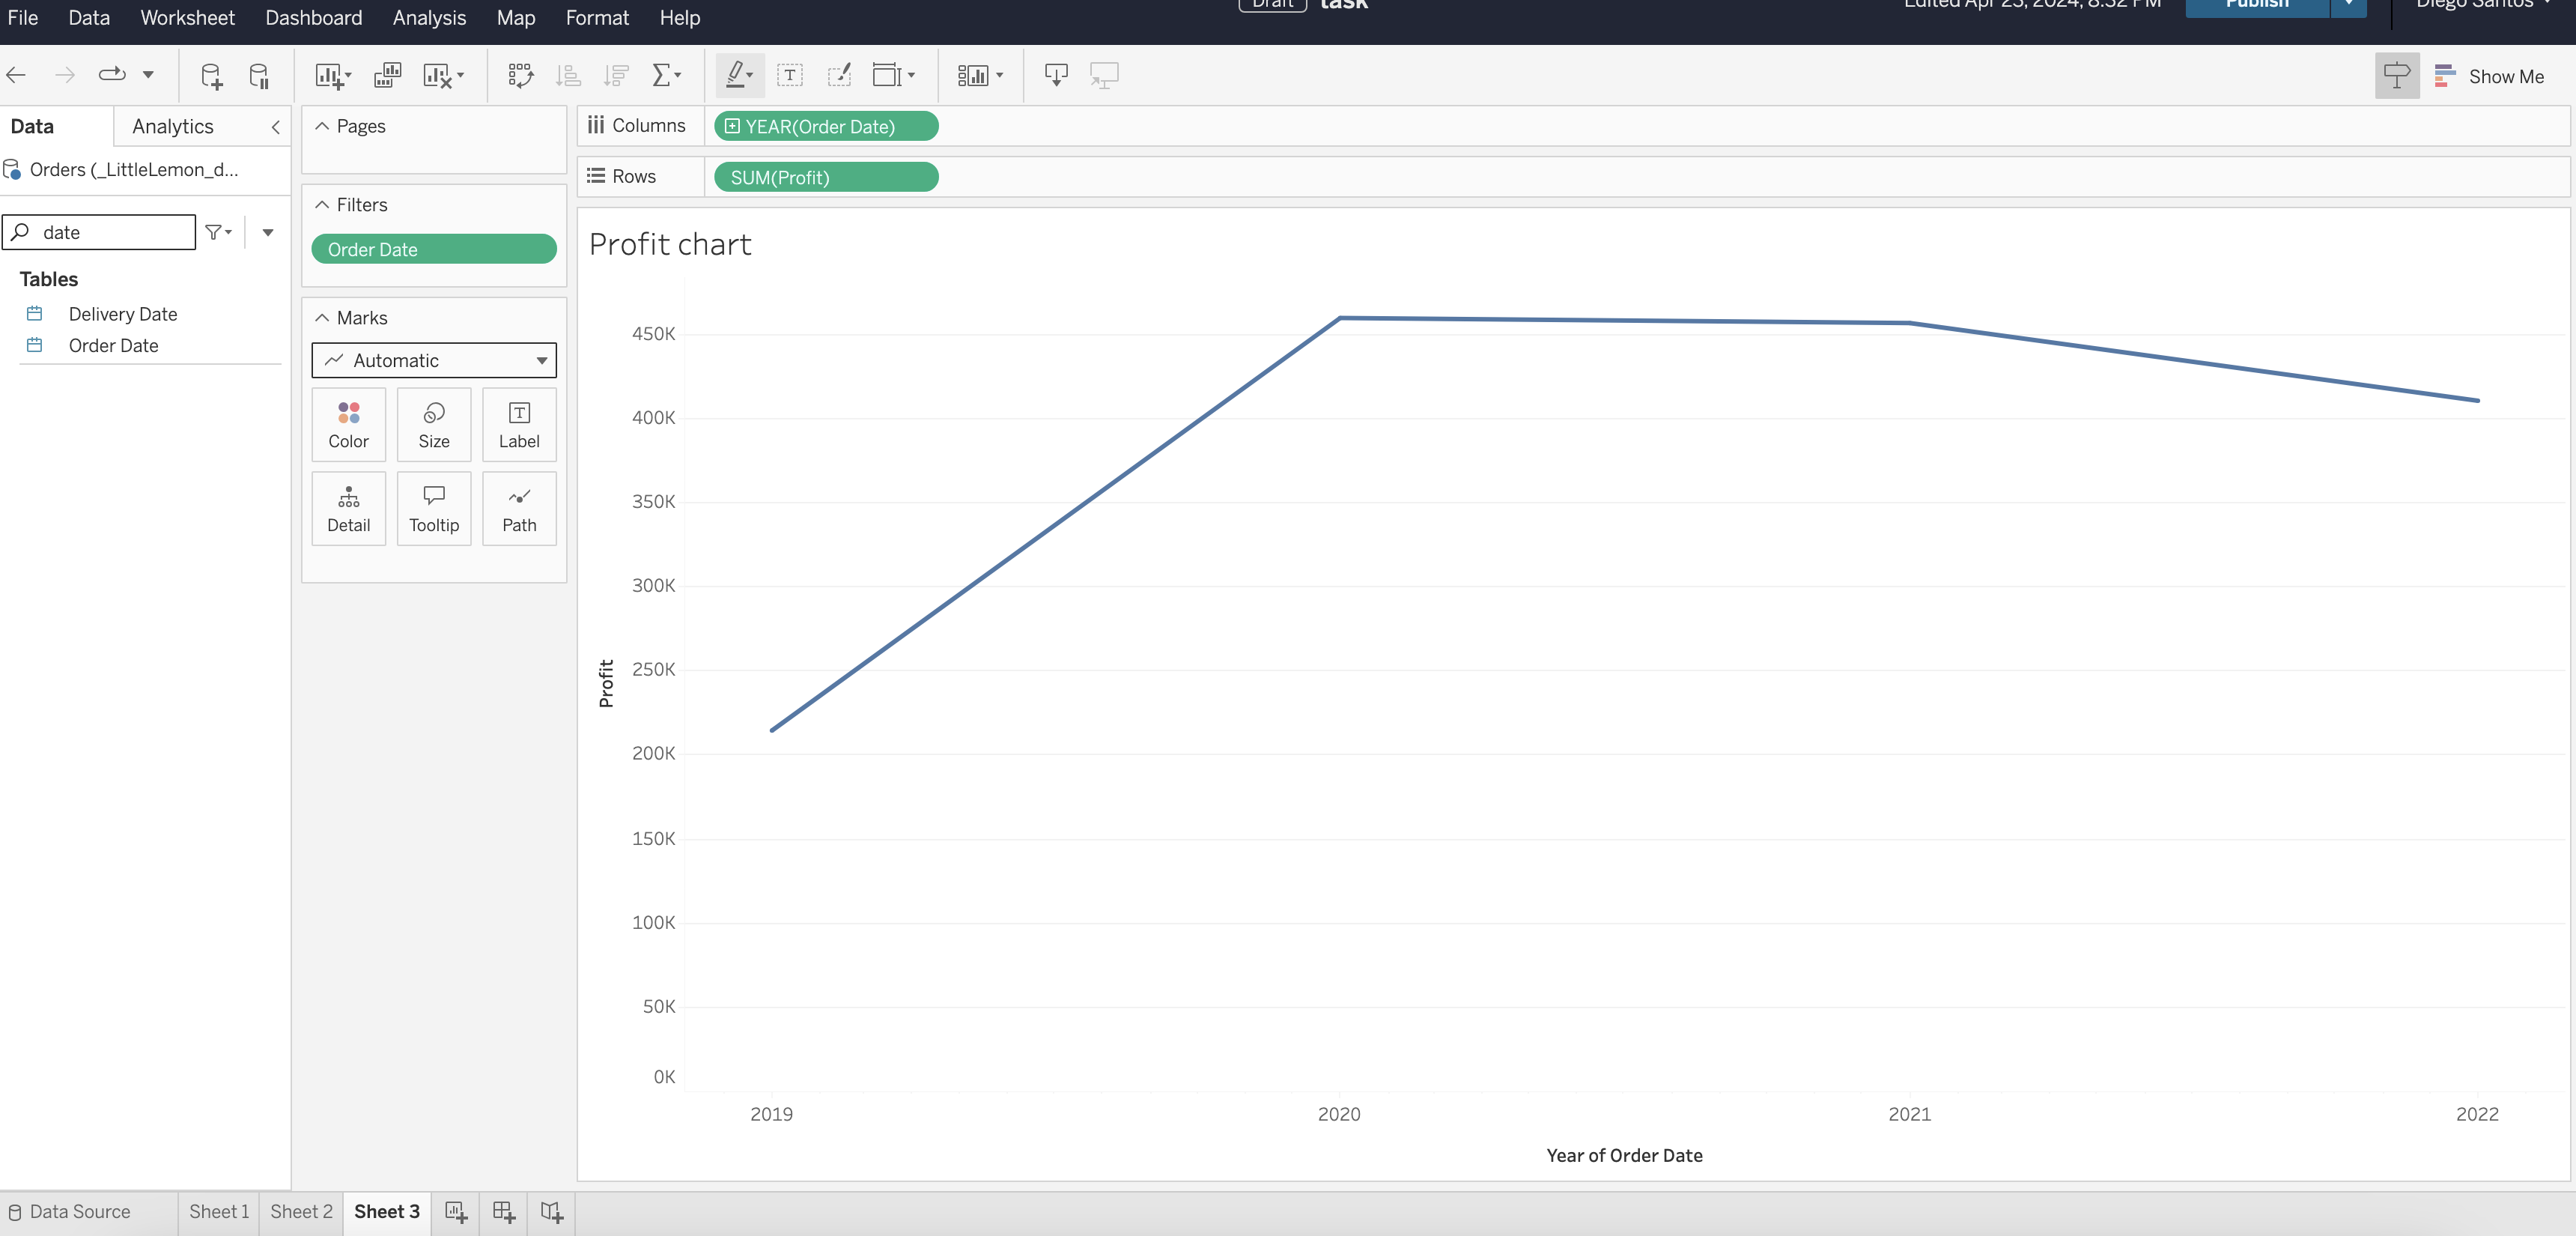 File Data Worksheet Dashboard Analysis Map Format Help
Draft task
Edited Apr 23, 2024, 8:32 PM Publish Diego Santos
Show Me
Data Analytics
Orders (_LittleLemon_d...
date
Tables
Delivery Date
Order Date
Pages
Filters
Order Date
Marks
Automatic
Color Size Label
Detail Tooltip Path
Columns YEAR(Order Date)
Rows SUM(Profit)
Profit chart
Profit
450K
400K
350K
300K
250K
200K
150K
100K
50K
0K
2019 2020 2021 2022
Year of Order Date
Data Source Sheet 1 Sheet 2 Sheet 3